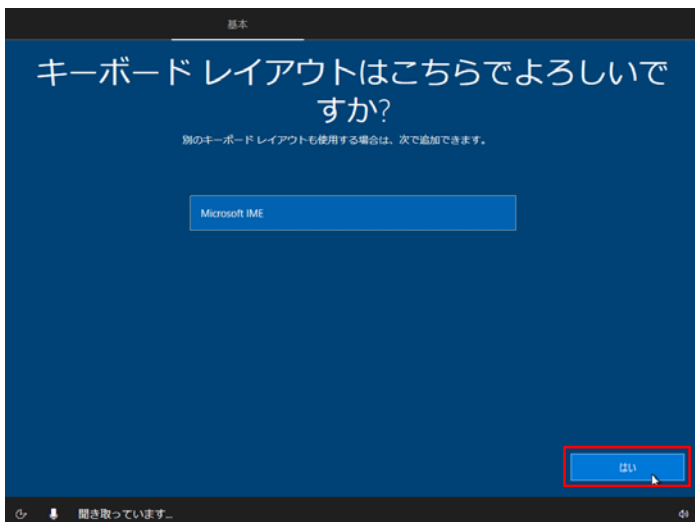 基本
キーボード レイアウトはこちらでよろしいで
すか?
別のキーボード レイアウトも使用する場合は、次で追加できます。
Microsoft IME
はい
聞き取っています...